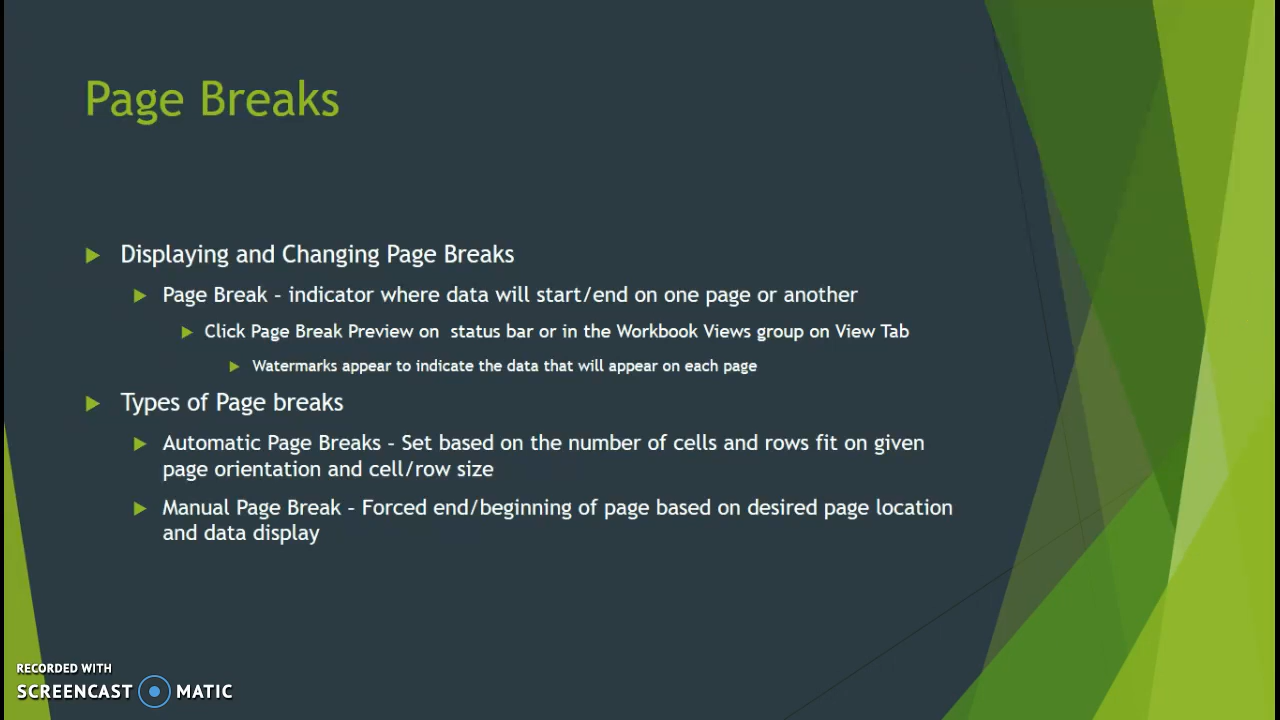 Page Breaks
Displaying and Changing Page Breaks
Page Break - indicator where data will start/end on one page or another
Click Page Break Preview on status bar or in the Workbook Views group on View Tab
Watermarks appear to indicate the data that will appear on each page
Types of Page breaks
Automatic Page Breaks - Set based on the number of cells and rows fit on given
page orientation and cell/row size
Manual Page Break - Forced end/beginning of page based on desired page location
and data display
RECORDED WITH
SCREENCAST MATIC